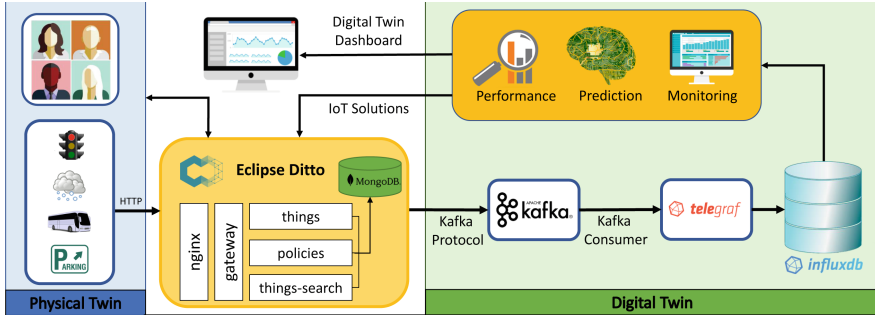 Digital Twin
Dashboard
IoT Solutions
Performance
Prediction
Monitoring
HTTP
PARKING
Eclipse Ditto
MongoDB
nginx
gateway
things
policies
things-search
Kafka
Protocol
APACHE
kafka®
Kafka
Consumer
telegraf
influxdb
Physical Twin
Digital Twin